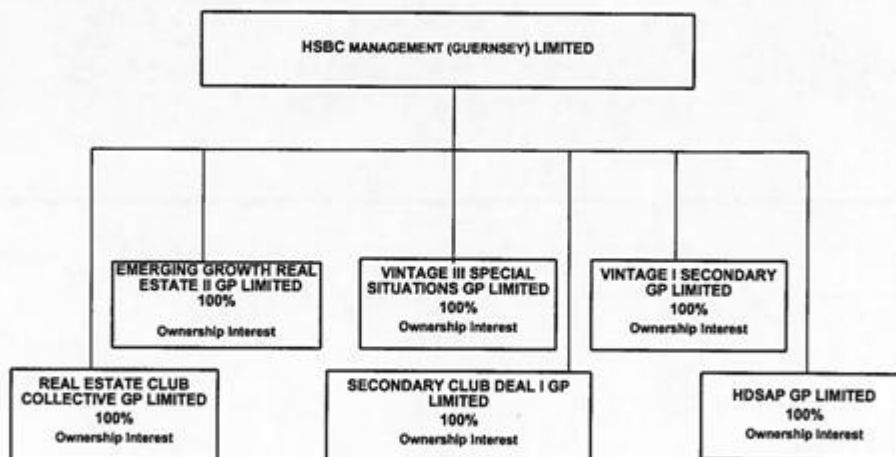 HSBC MANAGEMENT (GUERNSEY) LIMITED
EMERGING GROWTH REAL
ESTATE II GP LIMITED
100%
Ownership Interest
VINTAGE III SPECIAL
SITUATIONS GP LIMITED
100%
Ownership Interest
VINTAGE I SECONDARY
GP LIMITED
100%
Ownership Interest
REAL ESTATE CLUB
COLLECTIVE GP LIMITED
100%
Ownership Interest
SECONDARY CLUB DEAL I GP
LIMITED
100%
Ownership Interest
HDSAP GP LIMITED
100%
Ownership Interest